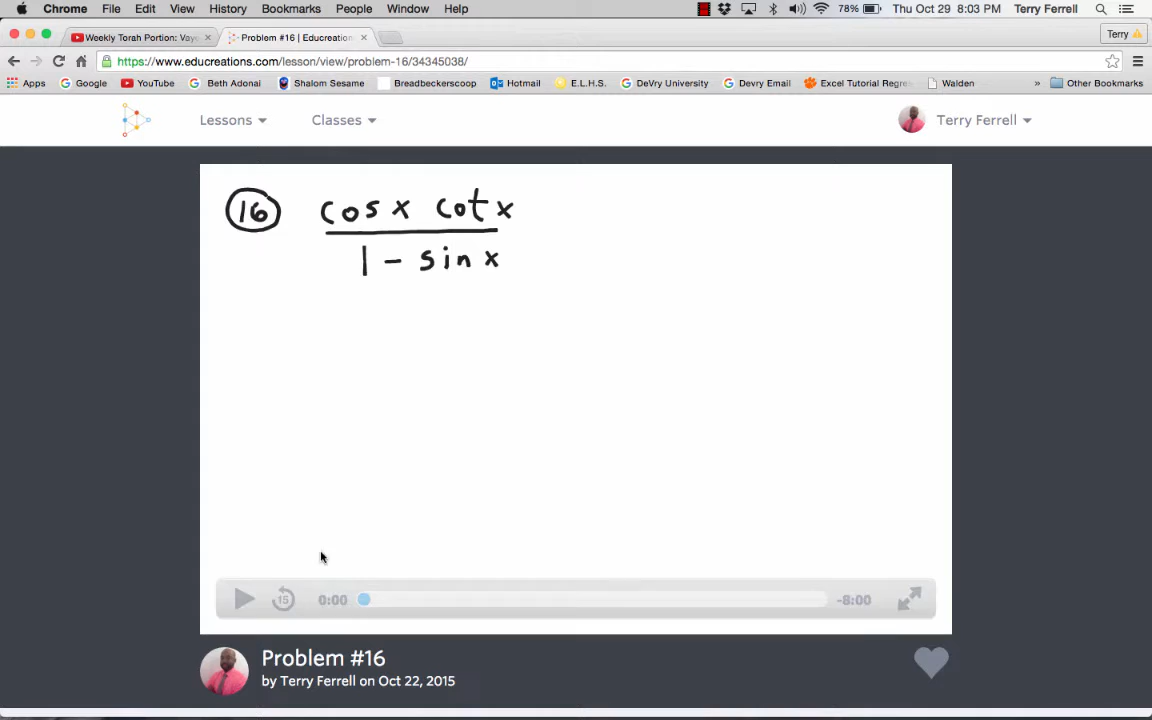 Chrome File Edit View History Bookmarks People Window Help 78% Thu Oct 29 8:03 PM Terry Ferrell
Weekly Torah Portion: Vay Problem #16 | Educreation Terry
https://www.educreations.com/lesson/view/problem-16/34345038/
Apps Google YouTube Beth Adonai Shalom Sesame Breadbeckerscoop Hotmail E.L.H.S. DeVry University Devry Email Excel Tutorial Regre Walden » Other Bookmarks
Lessons Classes Terry Ferrell
16 cos x cot x
1 - sin x
15 0:00 -8:00
Problem #16
by Terry Ferrell on Oct 22, 2015